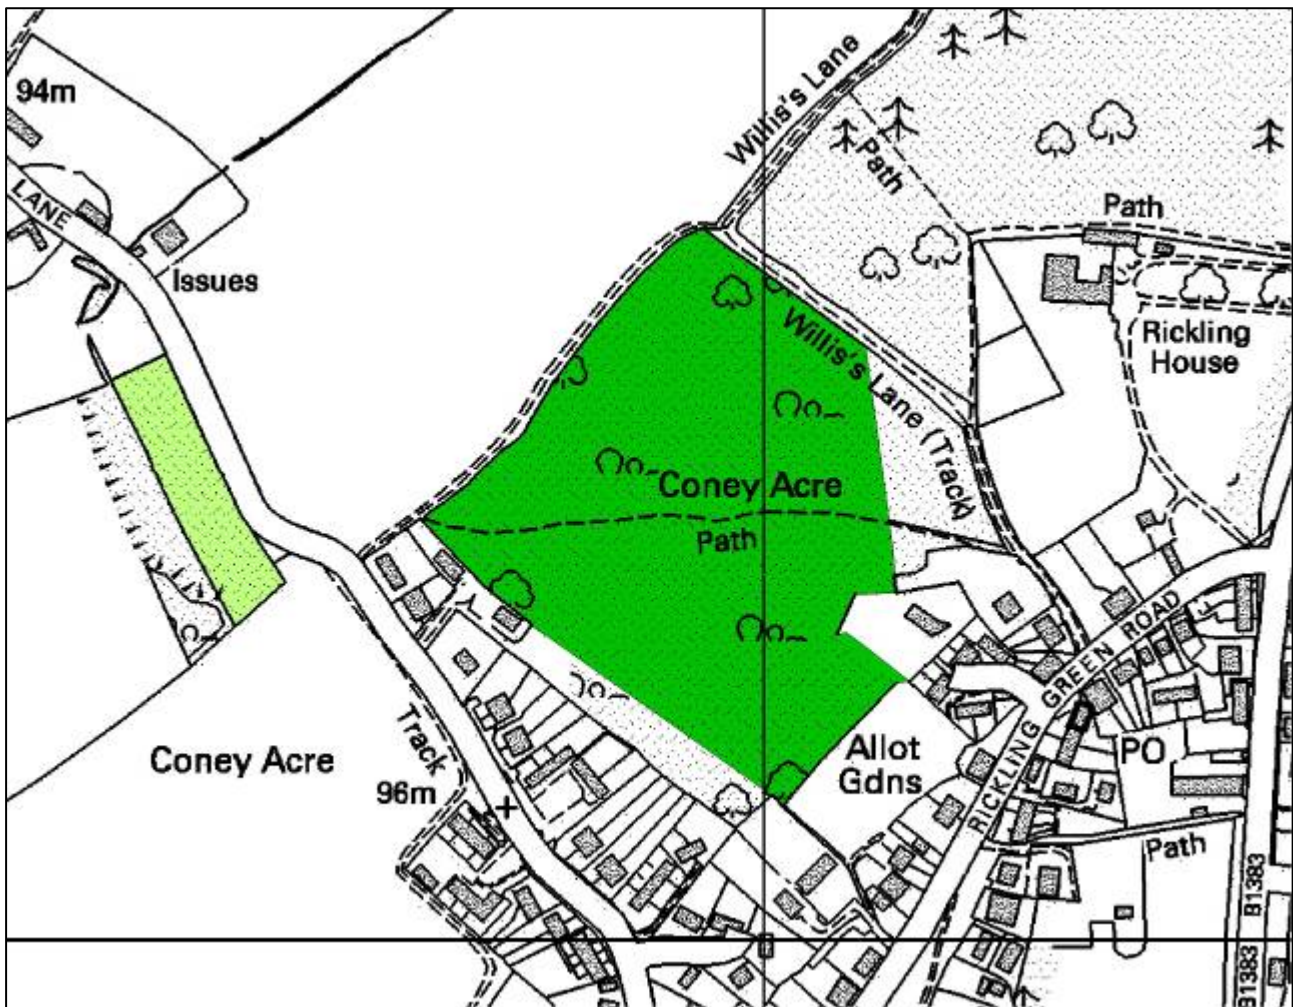 94m
Willis's Lane
Path
LANE
Path
Issues
Rickling
House
Willis's Lane (Track)
Coney Acre
Path
GREEN ROAD
RICKLING
Track
Coney Acre
96m
Allot
Gdns
PO
Path
B1383
B1383